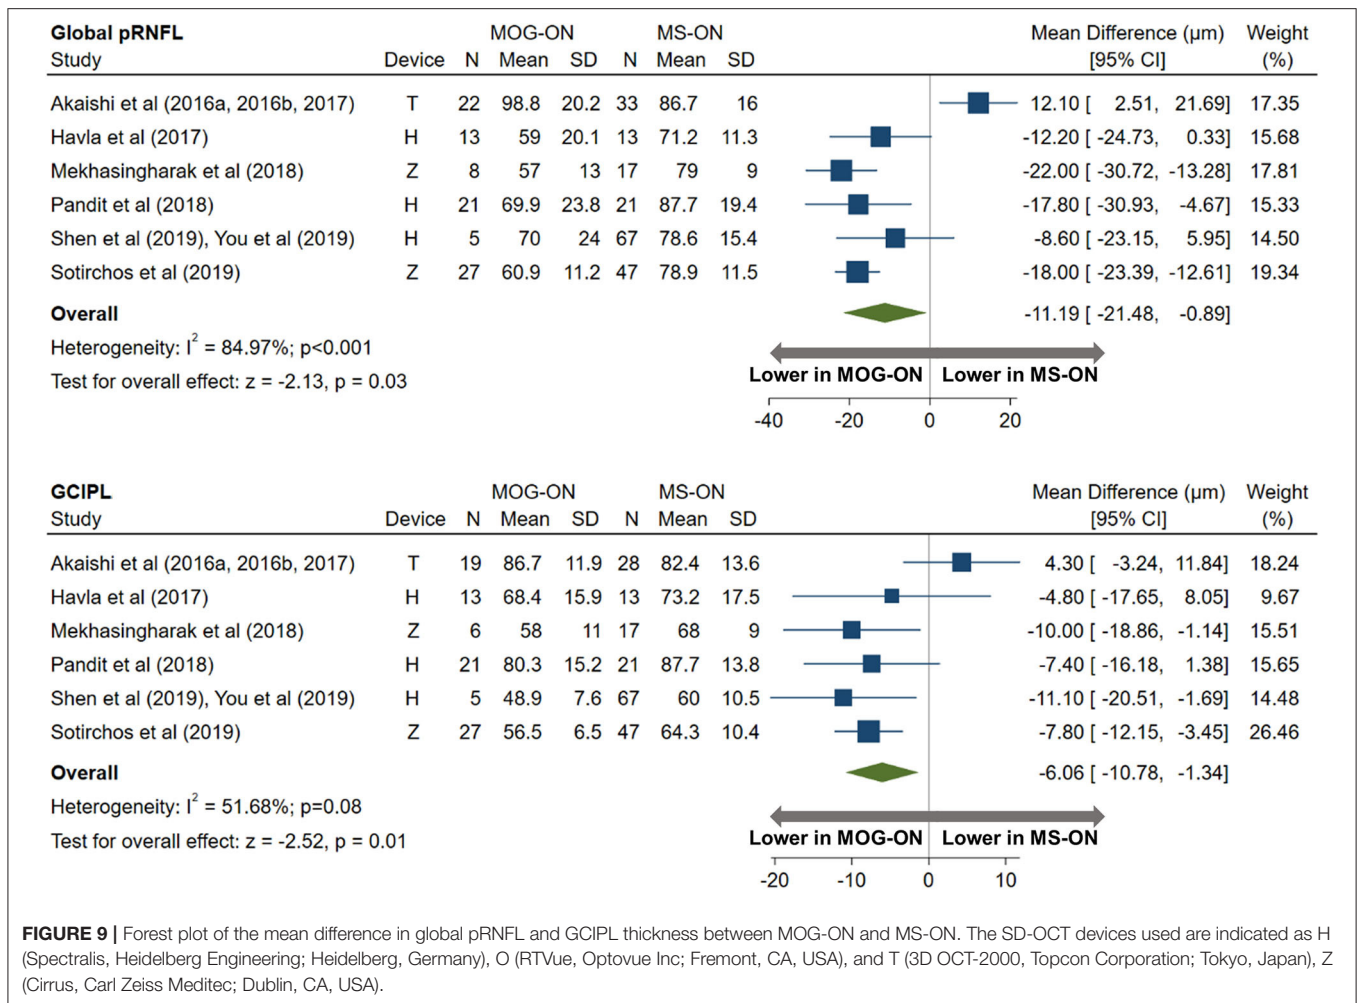 Global pRNFL MOG-ON MS-ON Mean Difference (µm) Weight
Study Device N Mean SD N Mean SD [95% CI] (%)
Akaishi et al (2016a, 2016b, 2017) T 22 98.8 20.2 33 86.7 16 12.10 [ 2.51, 21.69] 17.35
Havla et al (2017) H 13 59 20.1 13 71.2 11.3 -12.20 [ -24.73, 0.33] 15.68
Mekhasingharak et al (2018) Z 8 57 13 17 79 9 -22.00 [ -30.72, -13.28] 17.81
Pandit et al (2018) H 21 69.9 23.8 21 87.7 19.4 -17.80 [ -30.93, -4.67] 15.33
Shen et al (2019), You et al (2019) H 5 70 24 67 78.6 15.4 -8.60 [ -23.15, 5.95] 14.50
Sotirchos et al (2019) Z 27 60.9 11.2 47 78.9 11.5 -18.00 [ -23.39, -12.61] 19.34
Overall -11.19 [ -21.48, -0.89]
Heterogeneity: I² = 84.97%; p<0.001
Test for overall effect: z = -2.13, p = 0.03
Lower in MOG-ON Lower in MS-ON
-40 -20 0 20
GCIPL MOG-ON MS-ON Mean Difference (µm) Weight
Study Device N Mean SD N Mean SD [95% CI] (%)
Akaishi et al (2016a, 2016b, 2017) T 19 86.7 11.9 28 82.4 13.6 4.30 [ -3.24, 11.84] 18.24
Havla et al (2017) H 13 68.4 15.9 13 73.2 17.5 -4.80 [ -17.65, 8.05] 9.67
Mekhasingharak et al (2018) Z 6 58 11 17 68 9 -10.00 [ -18.86, -1.14] 15.51
Pandit et al (2018) H 21 80.3 15.2 21 87.7 13.8 -7.40 [ -16.18, 1.38] 15.65
Shen et al (2019), You et al (2019) H 5 48.9 7.6 67 60 10.5 -11.10 [ -20.51, -1.69] 14.48
Sotirchos et al (2019) Z 27 56.5 6.5 47 64.3 10.4 -7.80 [ -12.15, -3.45] 26.46
Overall -6.06 [ -10.78, -1.34]
Heterogeneity: I² = 51.68%; p=0.08
Test for overall effect: z = -2.52, p = 0.01
Lower in MOG-ON Lower in MS-ON
-20 -10 0 10
FIGURE 9 | Forest plot of the mean difference in global pRNFL and GCIPL thickness between MOG-ON and MS-ON. The SD-OCT devices used are indicated as H
(Spectralis, Heidelberg Engineering; Heidelberg, Germany), O (RTVue, Optovue Inc; Fremont, CA, USA), and T (3D OCT-2000, Topcon Corporation; Tokyo, Japan), Z
(Cirrus, Carl Zeiss Meditec; Dublin, CA, USA).